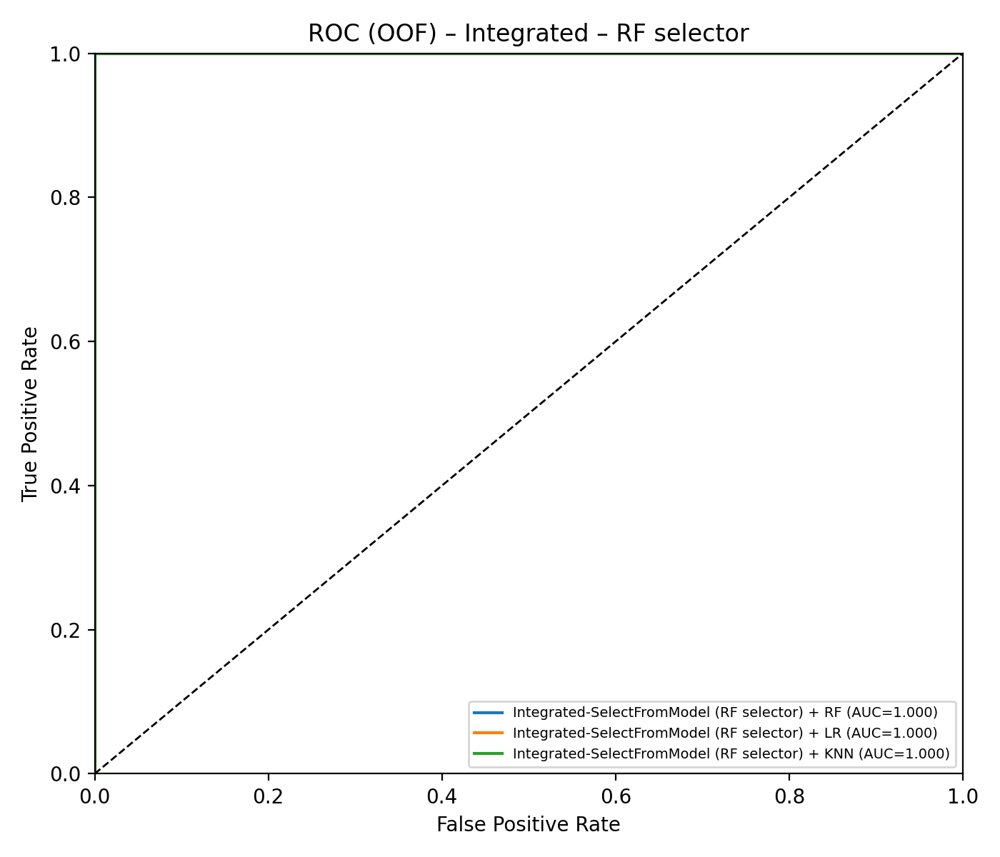 ROC (OOF) – Integrated – RF selector
1.0
0.8
0.6
0.4
0.2
0.0
True Positive Rate
Integrated-SelectFromModel (RF selector) + RF (AUC=1.000)
Integrated-SelectFromModel (RF selector) + LR (AUC=1.000)
Integrated-SelectFromModel (RF selector) + KNN (AUC=1.000)
0.0 0.2 0.4 0.6 0.8 1.0
False Positive Rate